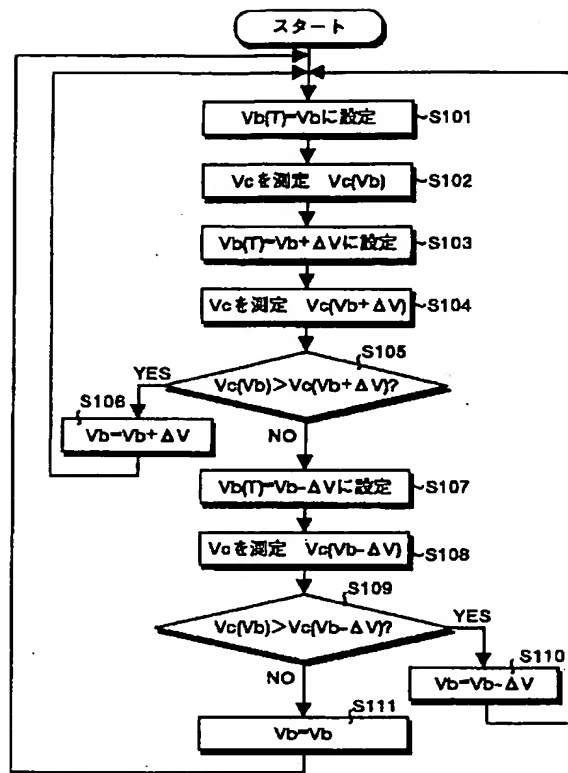 スタート
Vb(T)=Vbに設定
S101
Vcを測定 Vc(Vb)
S102
Vb(T)=Vb+ΔVに設定
S103
Vcを測定 Vc(Vb+ΔV)
S104
S105
Vc(Vb)>Vc(Vb+ΔV)?
YES
S106
Vb=Vb+ΔV
NO
Vb(T)=Vb-ΔVに設定
S107
Vcを測定 Vc(Vb-ΔV)
S108
S109
Vc(Vb)>Vc(Vb-ΔV)?
YES
S110
Vb=Vb-ΔV
NO
S111
Vb=Vb